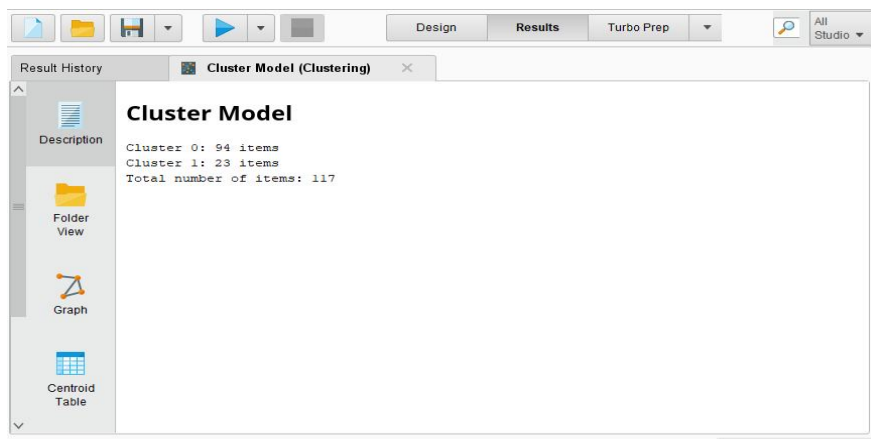 Design
Results
Turbo Prep
All
Studio
Result History
Cluster Model (Clustering)
Description
Folder
View
Graph
Centroid
Table
Cluster Model
Cluster 0: 94 items
Cluster 1: 23 items
Total number of items: 117